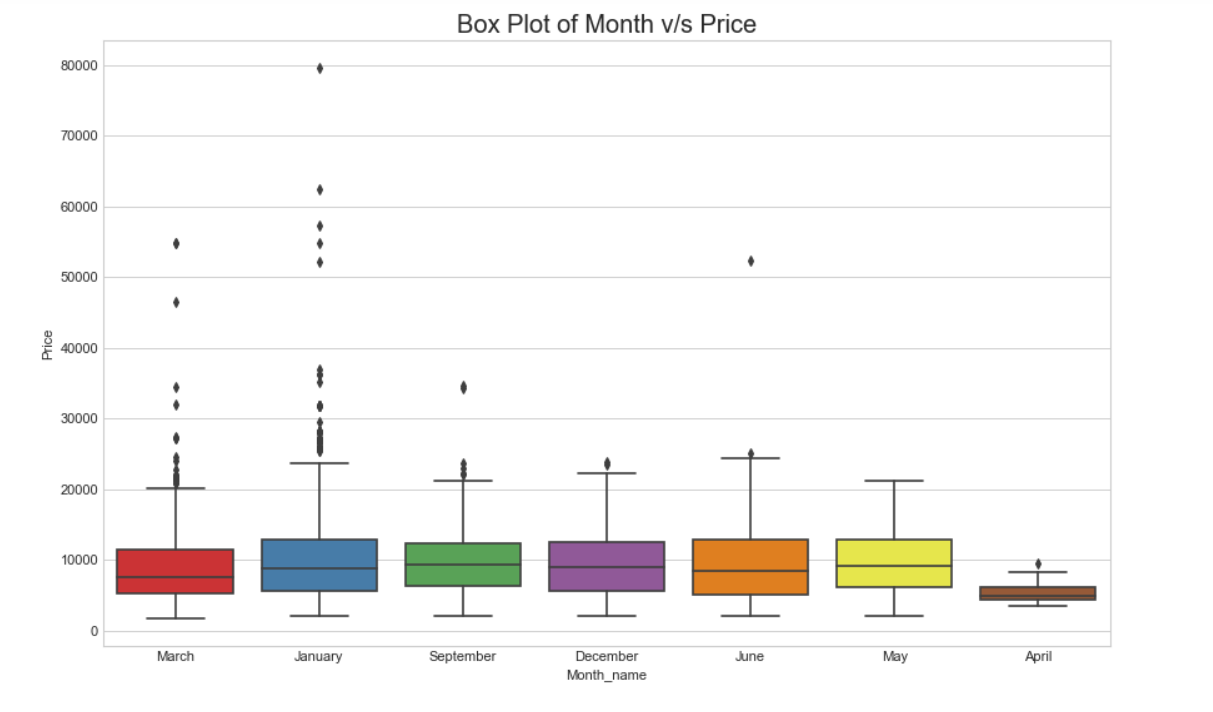 Box Plot of Month v/s Price
80000
70000
60000
50000
40000
30000
20000
10000
0
Price
March January September December June May April
Month_name